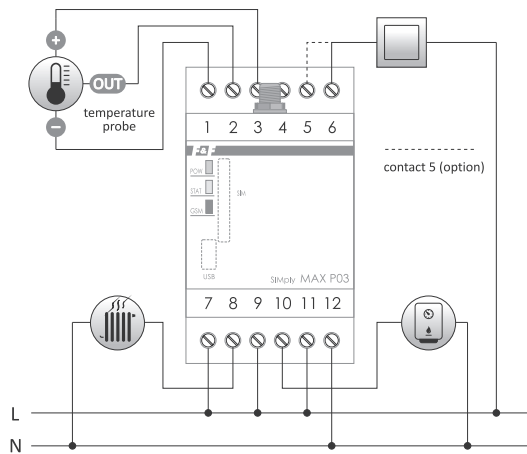 +
OUT
−
temperature
probe
1 2 3 4 5 6
F&F
POW
STAT
SIM
GSM
contact 5 (option)
USB
SIMply MAX P03
7 8 9 10 11 12
L
N